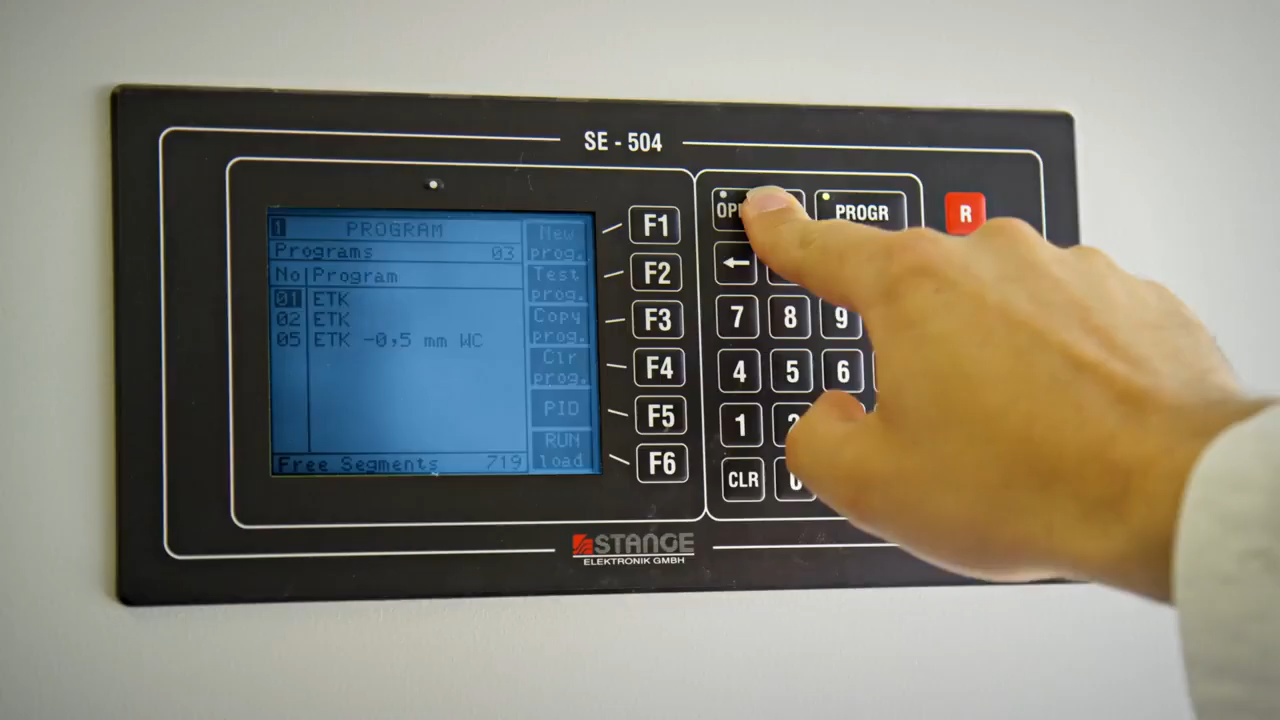 SE - 504
1 PROGRAM
Programs 03
No Program
01 ETK
02 ETK
05 ETK -0,5 mm WC
Free Segments 719
New prog.
Test prog.
Copy prog.
Clr prog.
PID
RUN load
F1
F2
F3
F4
F5
F6
PROGR
R
←
7 8 9
4 5 6
1
CLR
STANGE
ELEKTRONIK GMBH